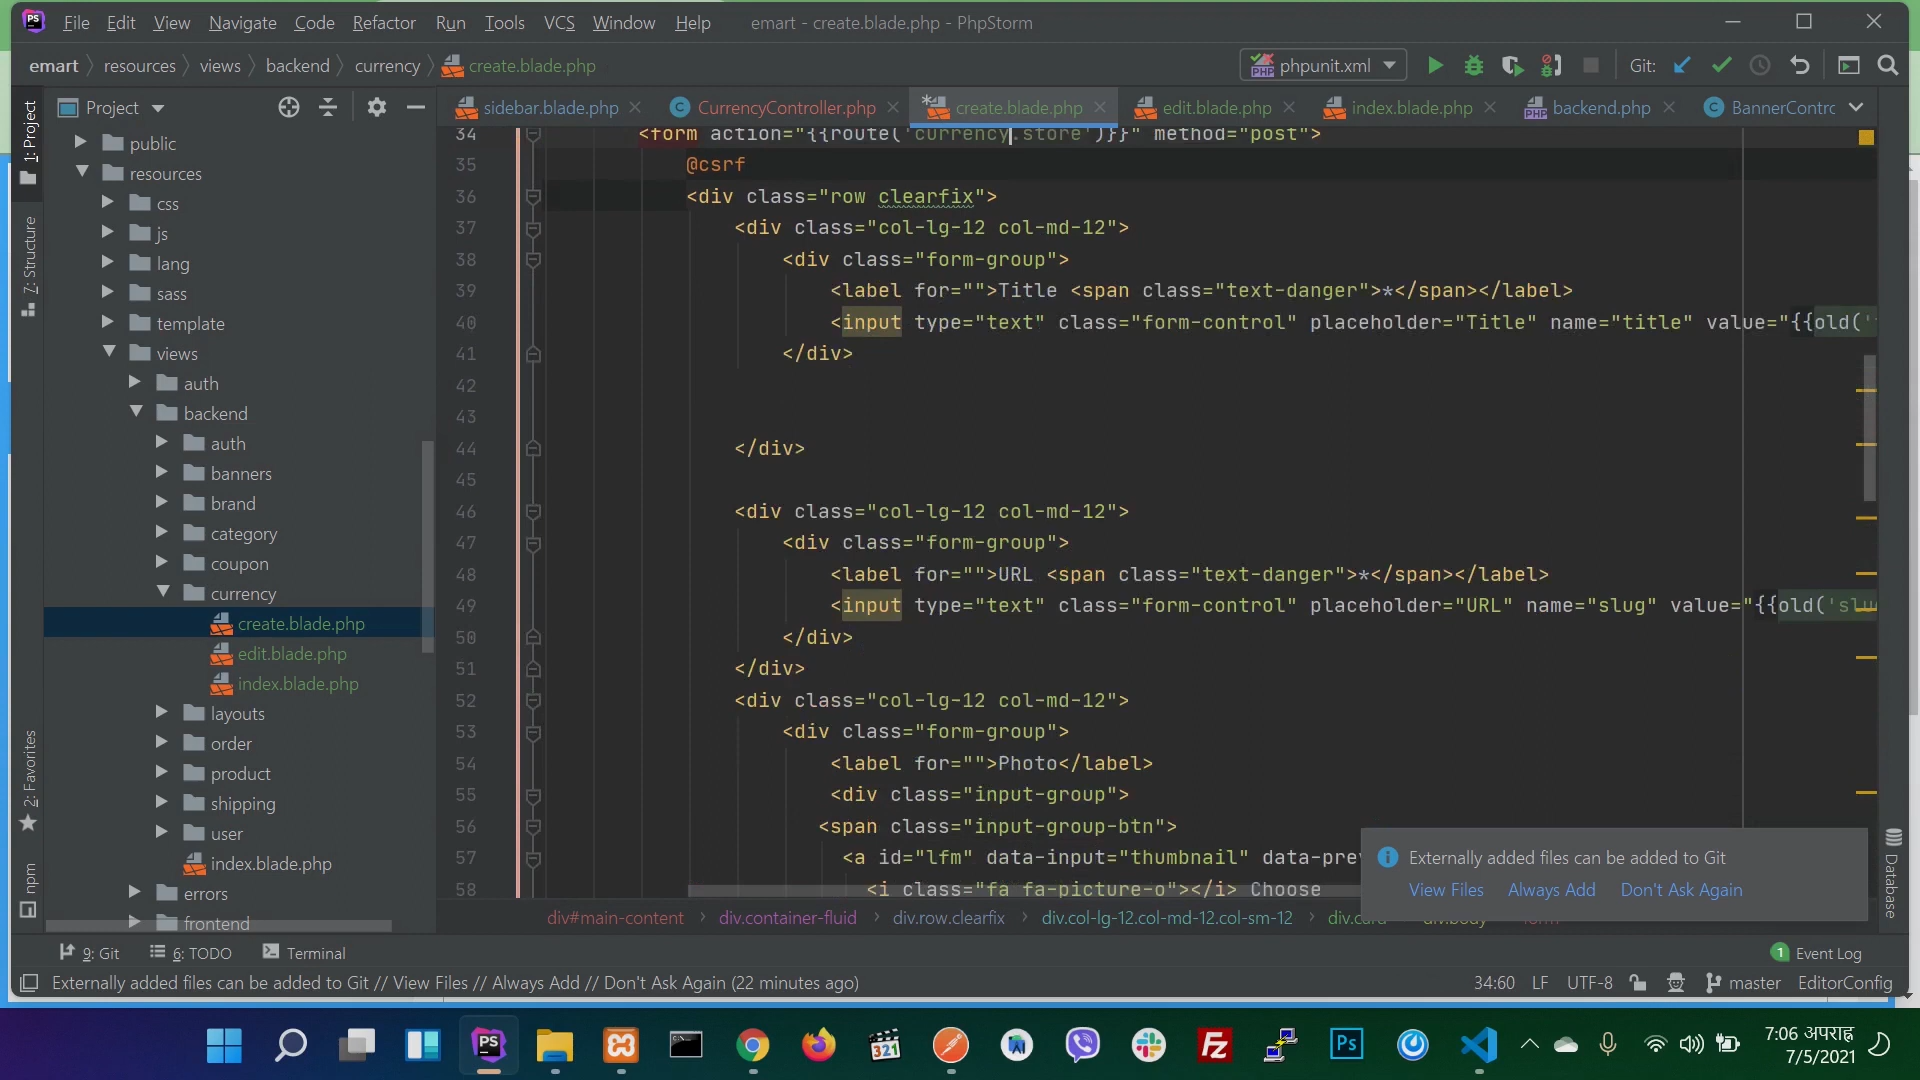 File Edit View Navigate Code Refactor Run Tools VCS Window Help emart - create.blade.php - PhpStorm
emart resources views backend currency create.blade.php phpunit.xml Git:
Project sidebar.blade.php CurrencyController.php create.blade.php edit.blade.php index.blade.php backend.php BannerContrc
1: Project
7: Structure
2: Favorites
npm
public
resources
css
js
lang
sass
template
views
auth
backend
auth
banners
brand
category
coupon
currency
create.blade.php
edit.blade.php
index.blade.php
layouts
order
product
shipping
user
index.blade.php
errors
frontend
34 <form action="{{route('currency.store')}}" method="post">
35 @csrf
36 <div class="row clearfix">
37 <div class="col-lg-12 col-md-12">
38 <div class="form-group">
39 <label for="">Title <span class="text-danger">*</span></label>
40 <input type="text" class="form-control" placeholder="Title" name="title" value="{{old('
41 </div>
42
43
44 </div>
45
46 <div class="col-lg-12 col-md-12">
47 <div class="form-group">
48 <label for="">URL <span class="text-danger">*</span></label>
49 <input type="text" class="form-control" placeholder="URL" name="slug" value="{{old('slu
50 </div>
51 </div>
52 <div class="col-lg-12 col-md-12">
53 <div class="form-group">
54 <label for="">Photo</label>
55 <div class="input-group">
56 <span class="input-group-btn">
57 <a id="lfm" data-input="thumbnail" data-pre
58 <i class="fa fa-picture-o"></i> Choose
Externally added files can be added to Git
View Files Always Add Don't Ask Again
Database
div#main-content div.container-fluid div.row.clearfix div.col-lg-12.col-md-12.col-sm-12 div.card div.body form
9: Git 6: TODO Terminal 1 Event Log
Externally added files can be added to Git // View Files // Always Add // Don't Ask Again (22 minutes ago) 34:60 LF UTF-8 master EditorConfig
7:06 अपराह्न
7/5/2021